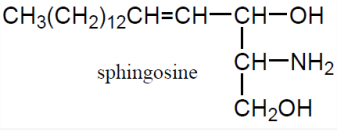 CH₃(CH₂)₁₂CH=CH—CH—OH
CH—NH₂
sphingosine
CH₂OH